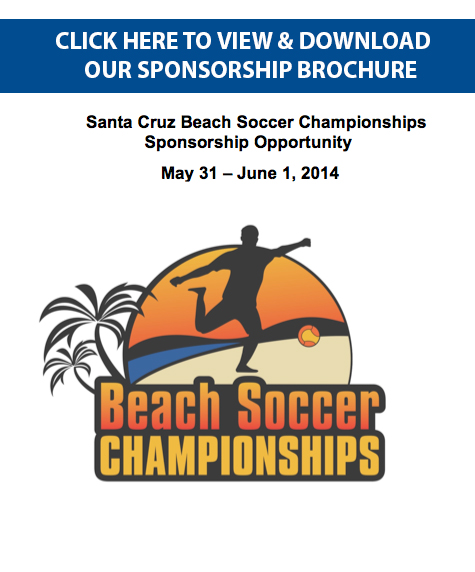 CLICK HERE TO VIEW & DOWNLOAD
OUR SPONSORSHIP BROCHURE
Santa Cruz Beach Soccer Championships
Sponsorship Opportunity
May 31 – June 1, 2014
Beach Soccer
CHAMPIONSHIPS